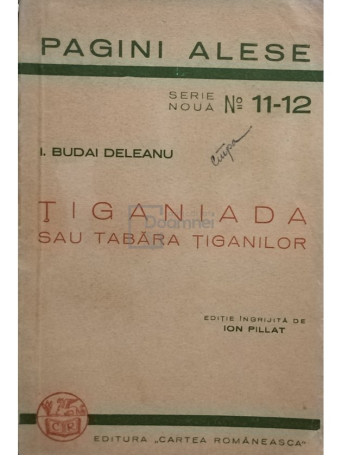 PAGINI ALESE
SERIE
NOUĂ Nº 11-12
I. BUDAI DELEANU
ȚIGANIADA
SAU TABĂRA ȚIGANILOR
EDIȚIE ÎNGRIJITĂ DE
ION PILLAT
EDITURA „CARTEA ROMÂNEASCA"